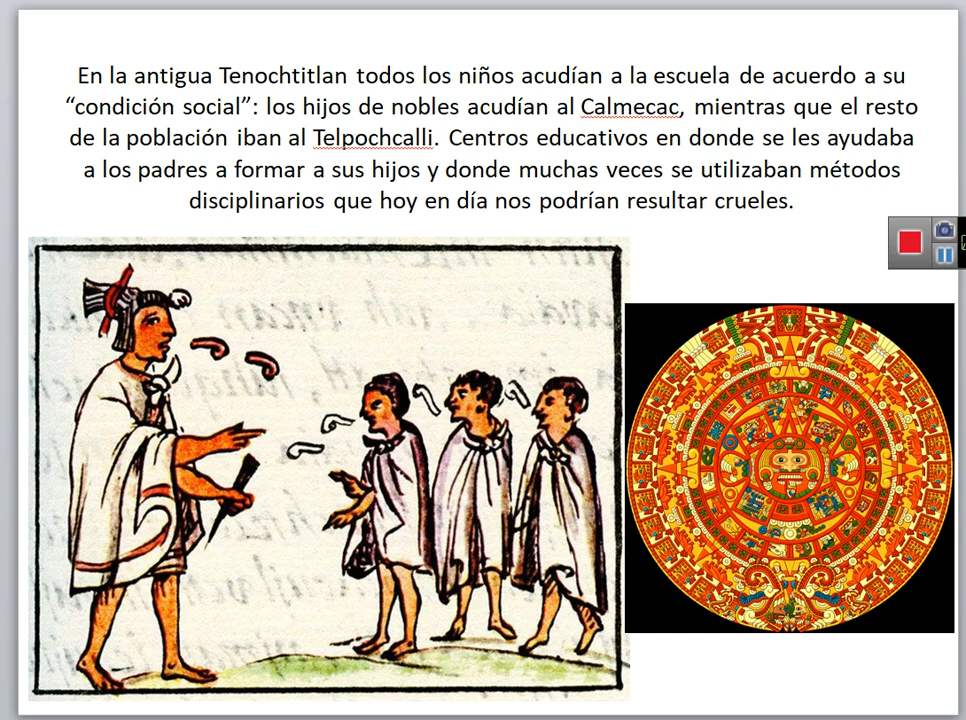 En la antigua Tenochtitlan todos los niños acudían a la escuela de acuerdo a su
“condición social”: los hijos de nobles acudían al Calmecac, mientras que el resto
de la población iban al Telpochcalli. Centros educativos en donde se les ayudaba
a los padres a formar a sus hijos y donde muchas veces se utilizaban métodos
disciplinarios que hoy en día nos podrían resultar crueles.